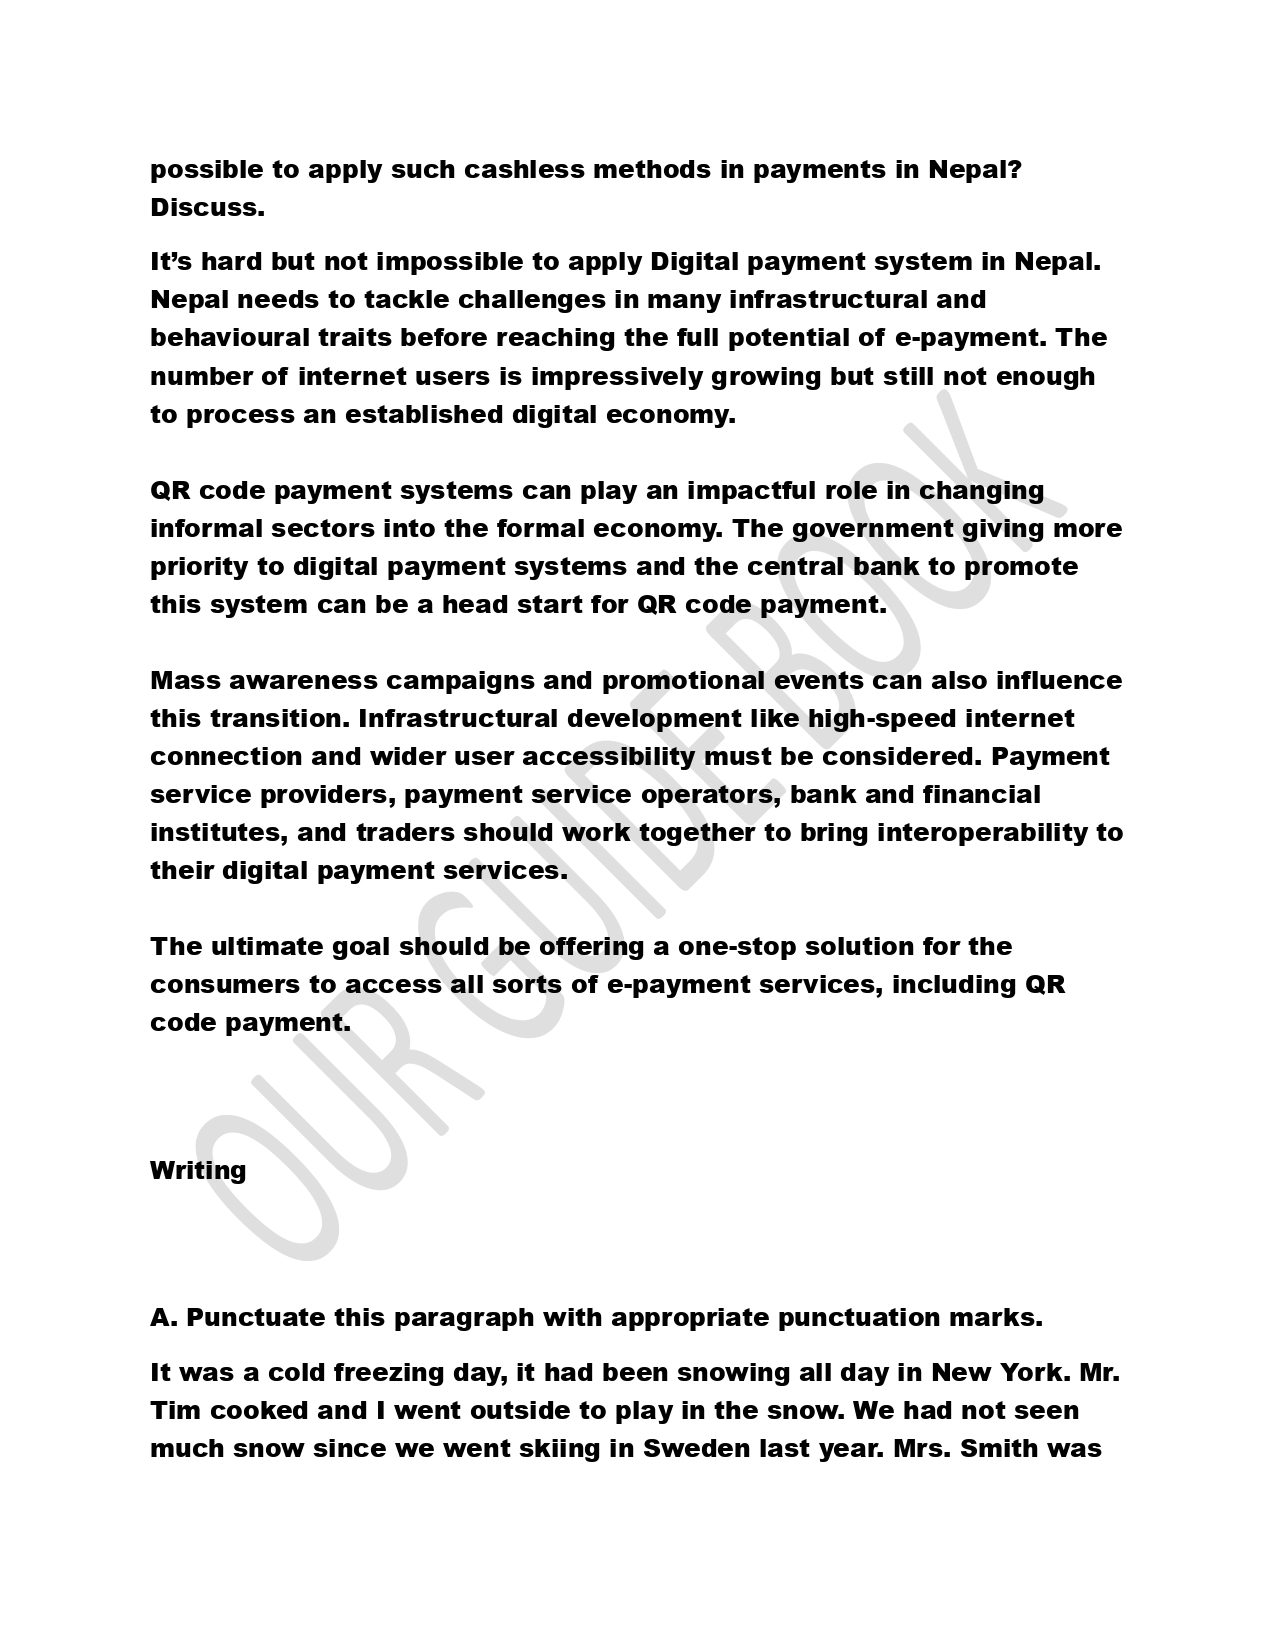 possible to apply such cashless methods in payments in Nepal?
Discuss.
It’s hard but not impossible to apply Digital payment system in Nepal.
Nepal needs to tackle challenges in many infrastructural and
behavioural traits before reaching the full potential of e-payment. The
number of internet users is impressively growing but still not enough
to process an established digital economy.
QR code payment systems can play an impactful role in changing
informal sectors into the formal economy. The government giving more
priority to digital payment systems and the central bank to promote
this system can be a head start for QR code payment.
Mass awareness campaigns and promotional events can also influence
this transition. Infrastructural development like high-speed internet
connection and wider user accessibility must be considered. Payment
service providers, payment service operators, bank and financial
institutes, and traders should work together to bring interoperability to
their digital payment services.
The ultimate goal should be offering a one-stop solution for the
consumers to access all sorts of e-payment services, including QR
code payment.
Writing
A. Punctuate this paragraph with appropriate punctuation marks.
It was a cold freezing day, it had been snowing all day in New York. Mr.
Tim cooked and I went outside to play in the snow. We had not seen
much snow since we went skiing in Sweden last year. Mrs. Smith was
OUR GUIDE BOOK